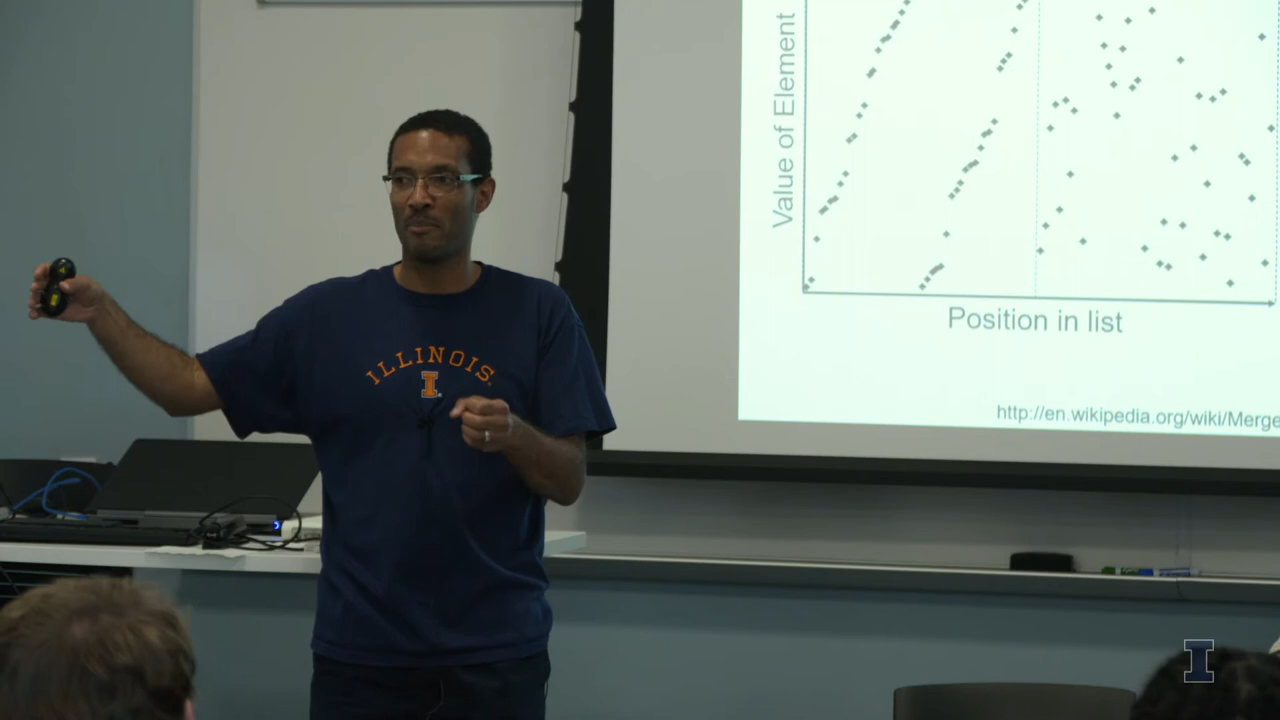 Value of Element
Position in list
http://en.wikipedia.org/wiki/Merge
ILLINOIS
I
I